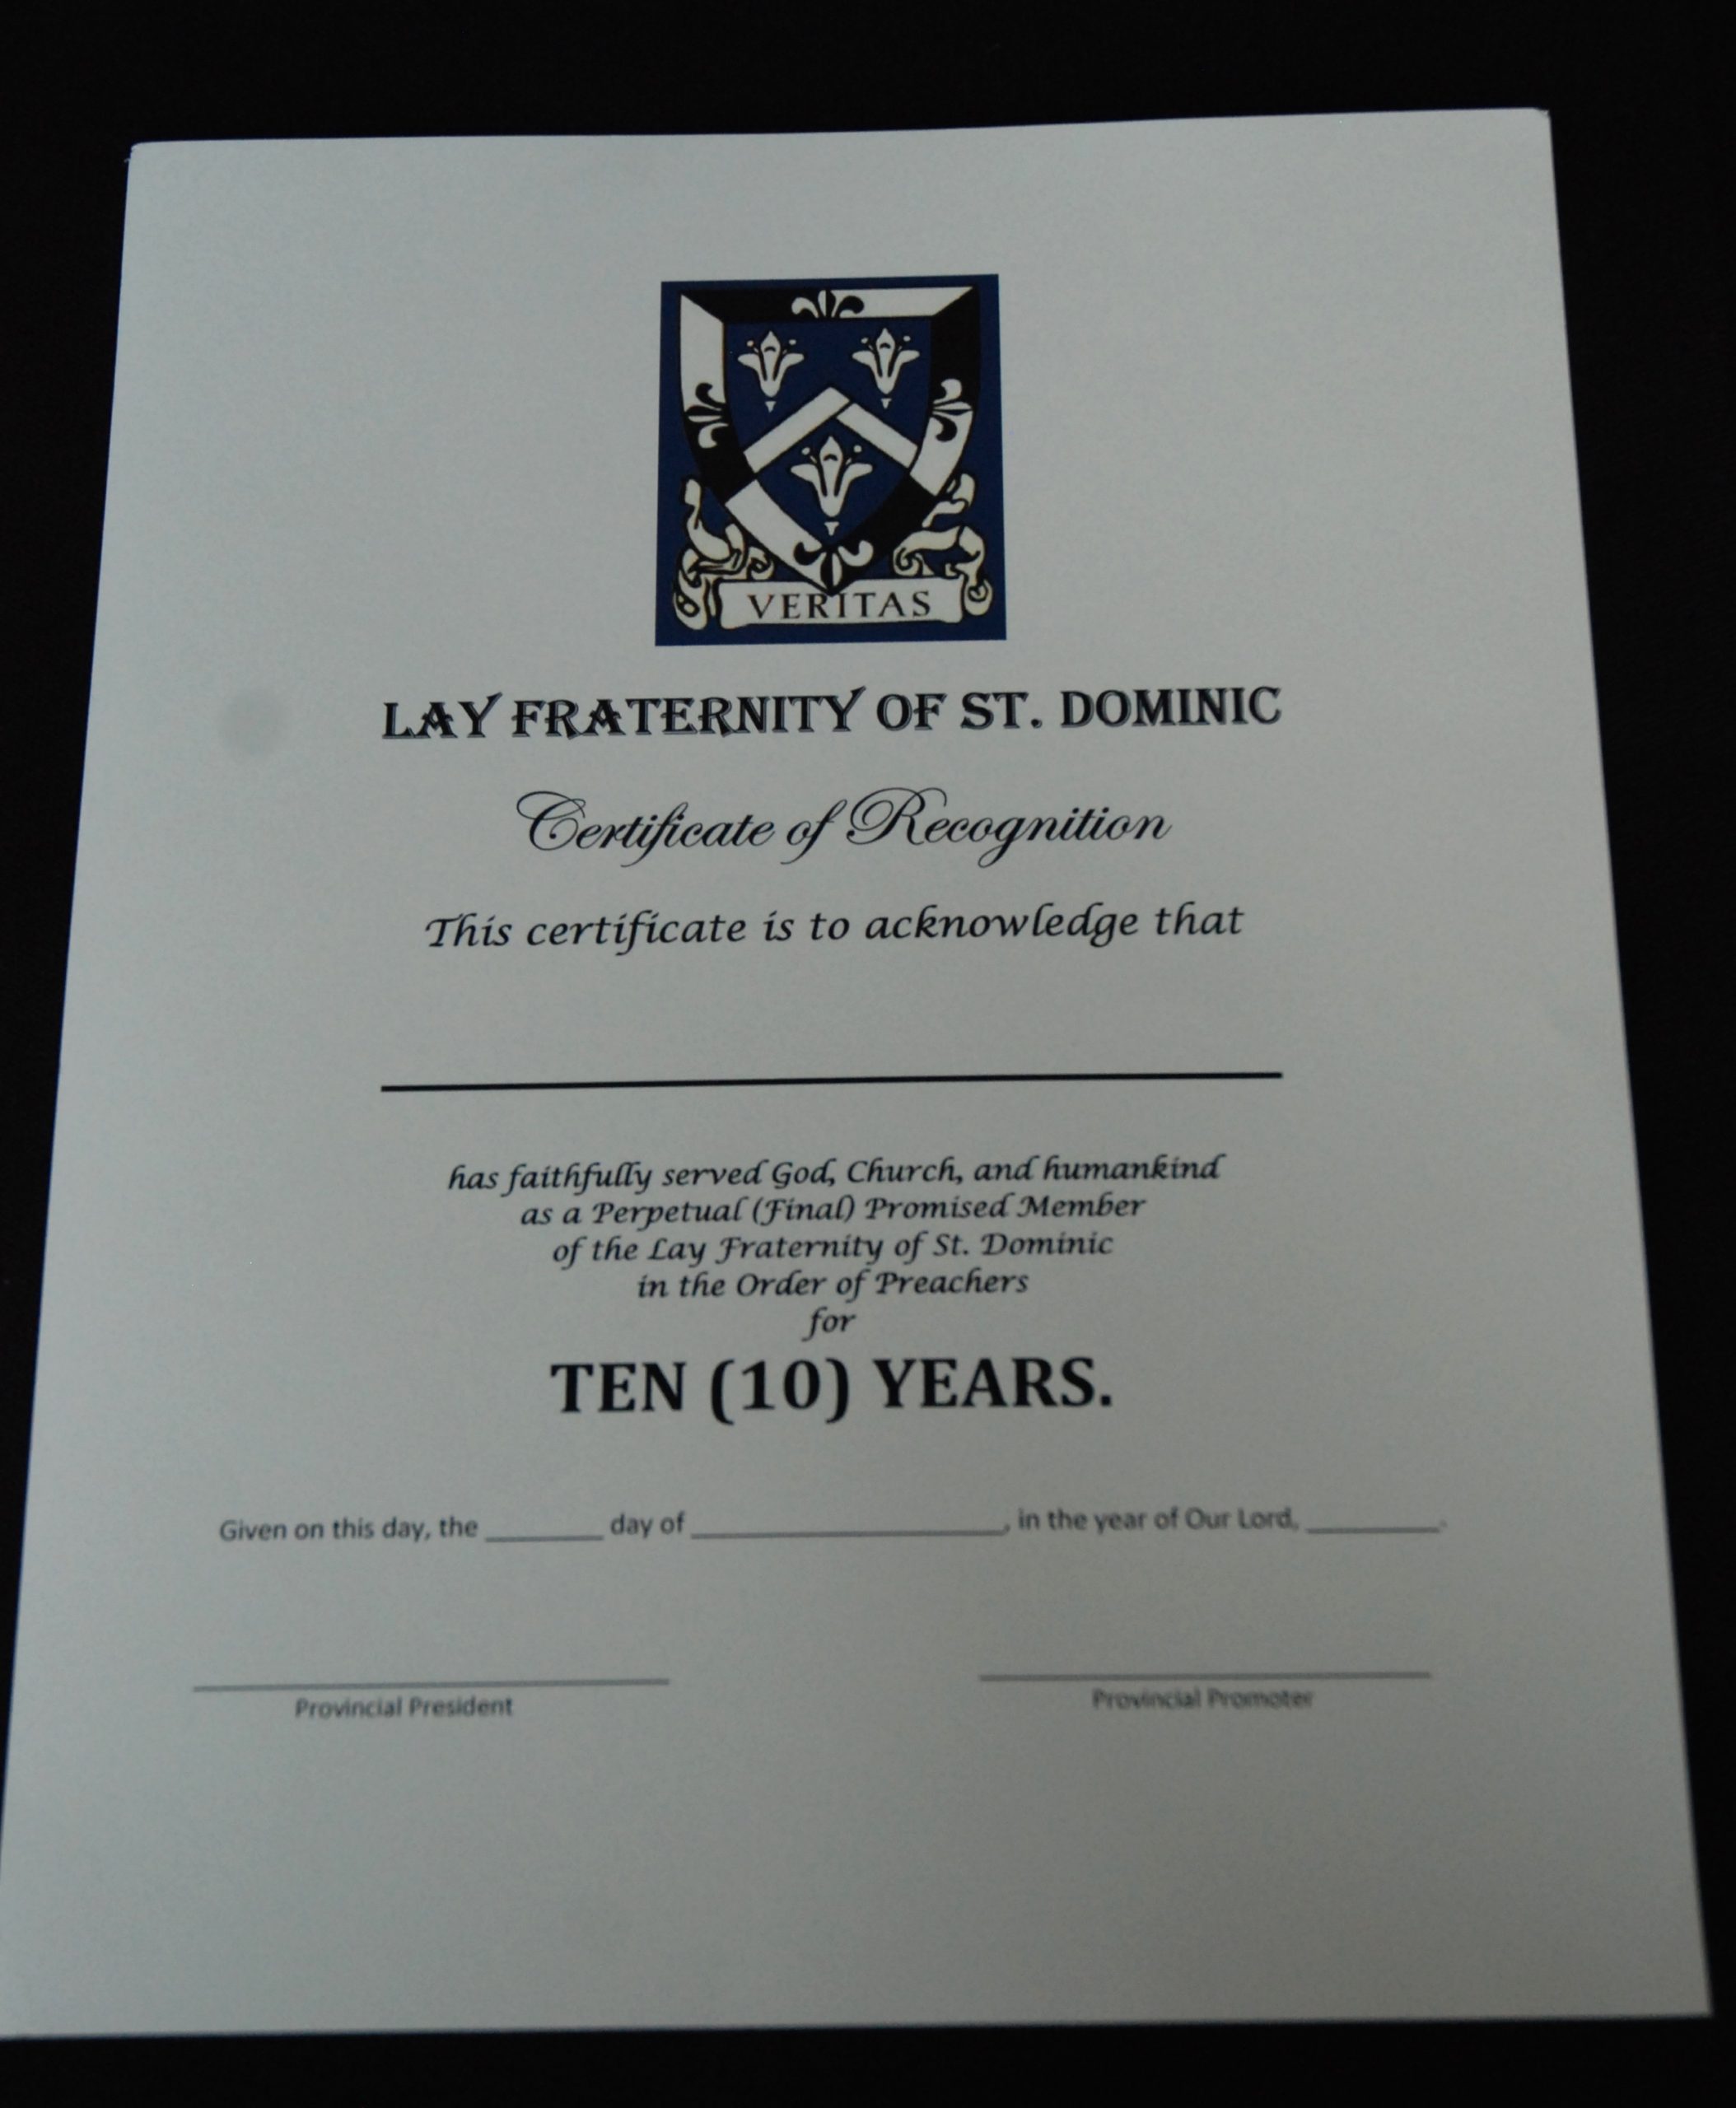 VERITAS
LAY FRATERNITY OF ST. DOMINIC
Certificate of Recognition
This certificate is to acknowledge that
has faithfully served God, Church, and humankind
as a Perpetual (Final) Promised Member
of the Lay Fraternity of St. Dominic
in the Order of Preachers
for
TEN (10) YEARS.
Given on this day, the ________ day of ______________________, in the year of Our Lord, _________.
Provincial President Provincial Promoter